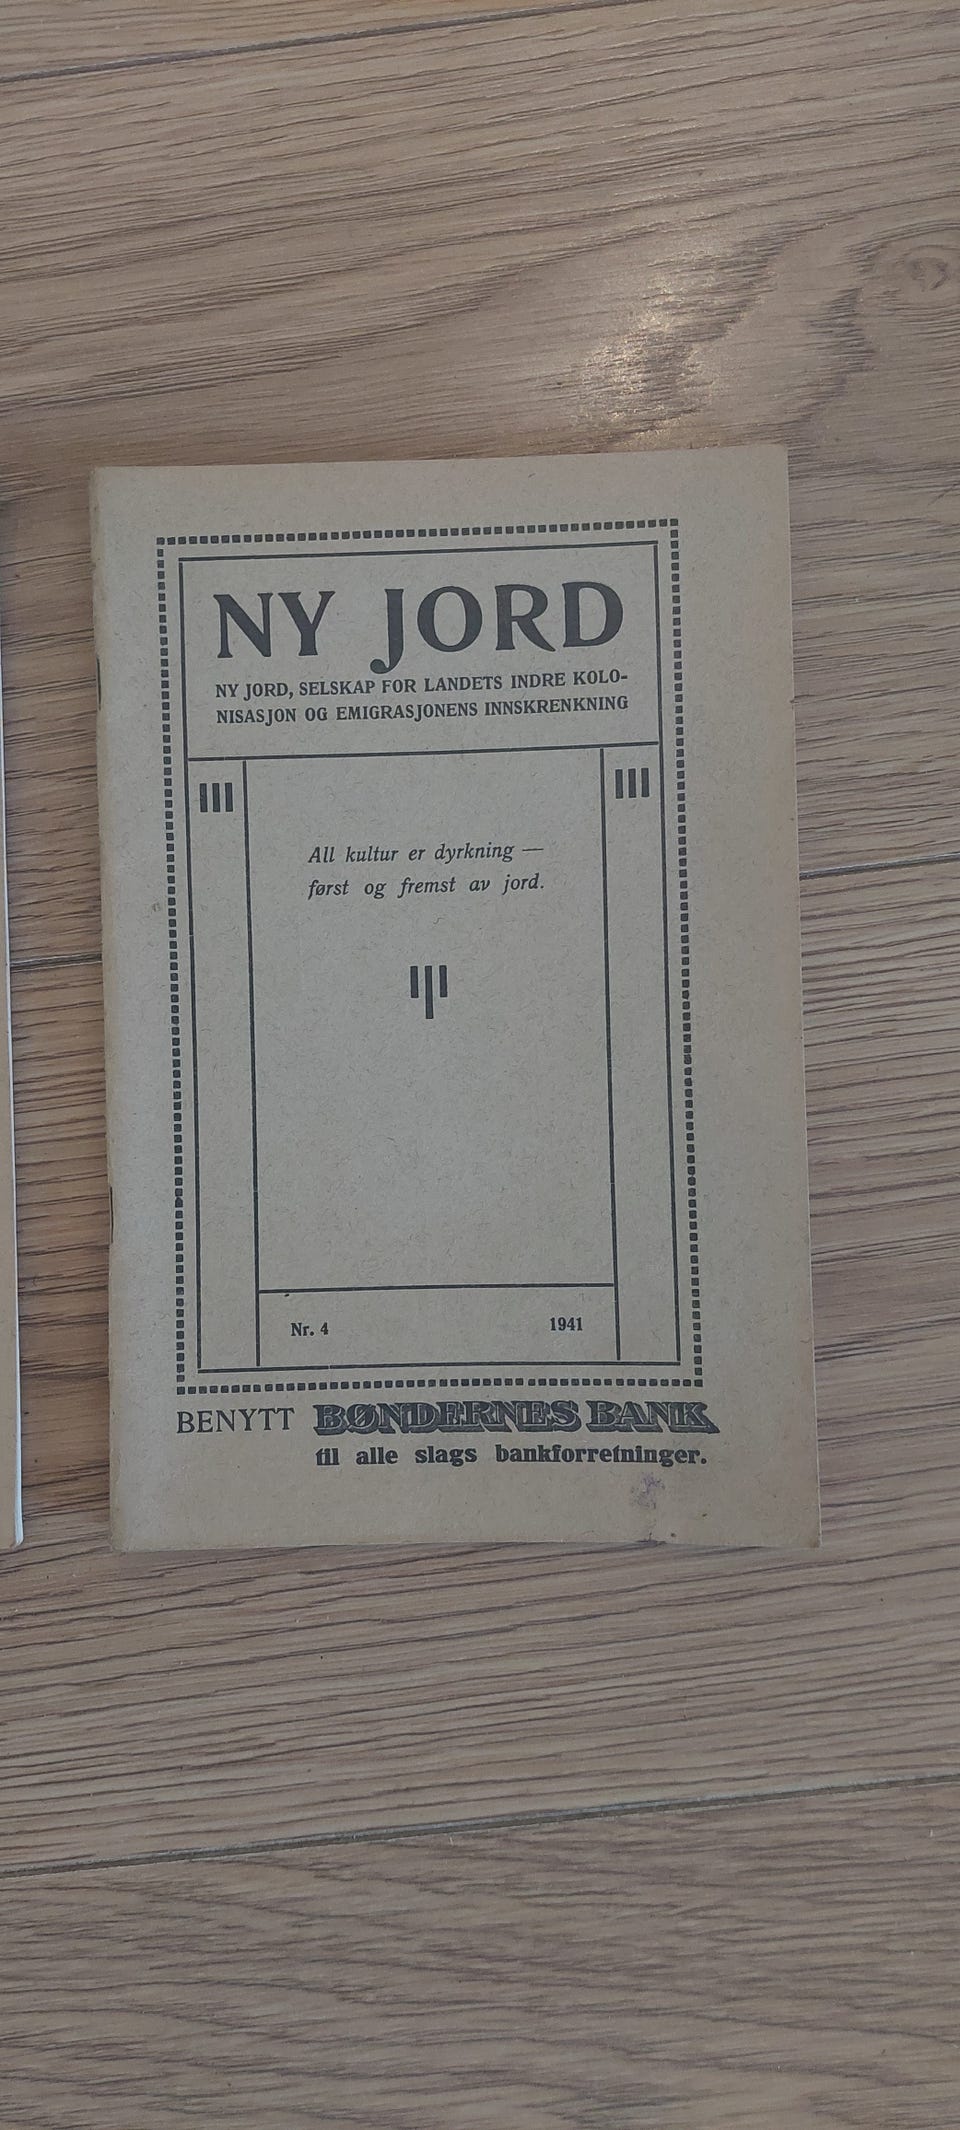 NY JORD
NY JORD, SELSKAP FOR LANDETS INDRE KOLO-
NISASJON OG EMIGRASJONENS INNSKRENKNING
All kultur er dyrkning —
først og fremst av jord.
Nr. 4 1941
BENYTT BØNDERNES BANK
til alle slags bankforretninger.